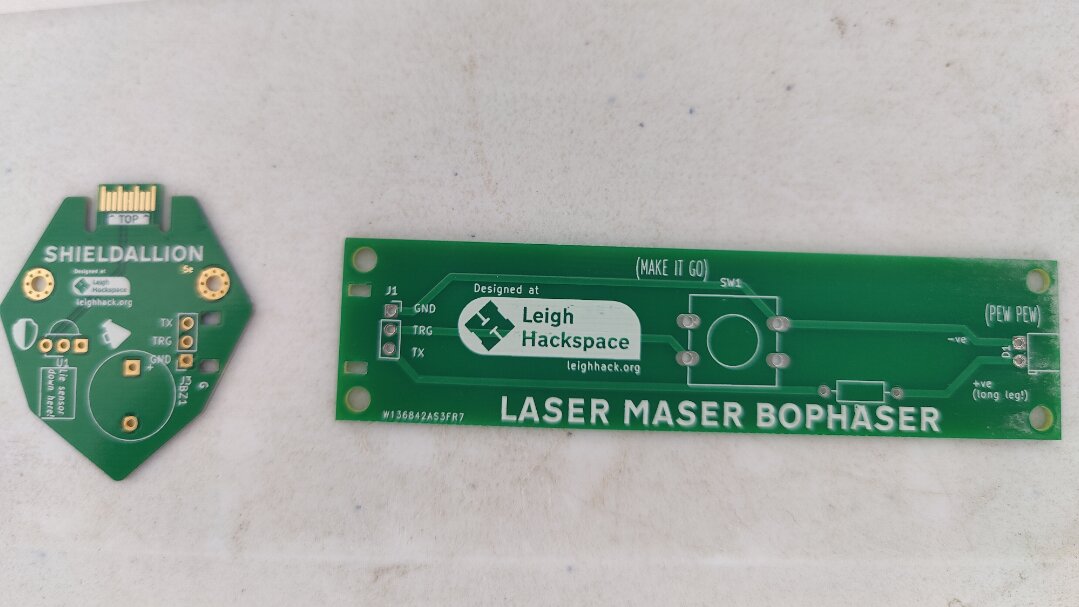 TOP
SHIELDALLION
Designed at
Leigh
Hackspace
leighhack.org
TX
TRG
GND
U1
Lie sensor
down here!
+
J3
BZ1
G
(MAKE IT GO)
SW1
J1
Designed at
GND
TRG
TX
Leigh
Hackspace
leighhack.org
(PEW PEW)
-ve
D1
+ve
(long leg!)
W136842AS3FR7
LASER MASER BOPHASER